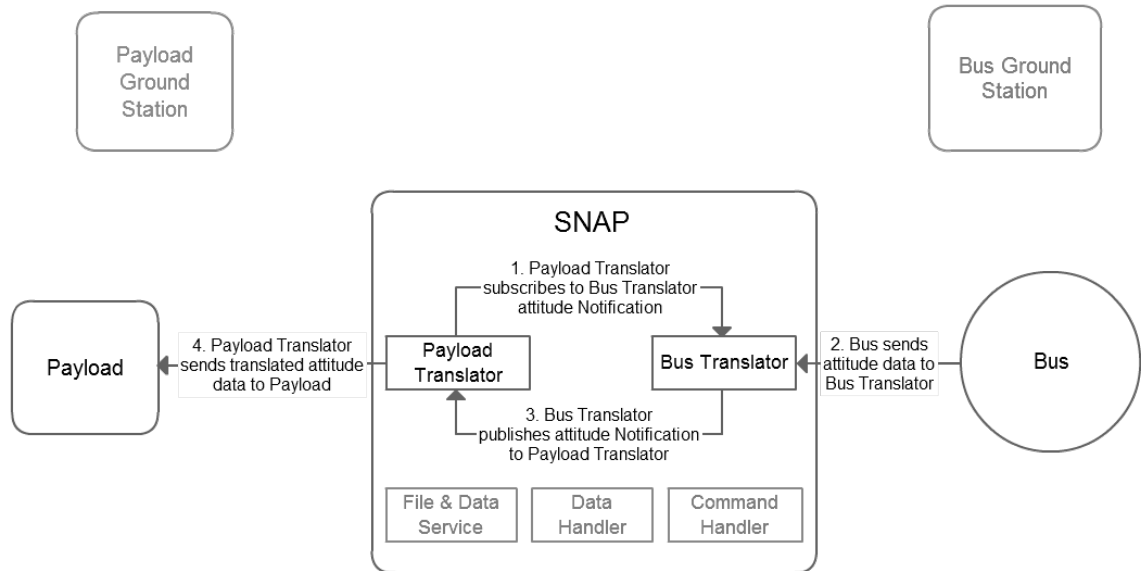 Payload
Ground
Station
Bus Ground
Station
SNAP
1. Payload Translator
subscribes to Bus Translator
attitude Notification
Payload
4. Payload Translator
sends translated attitude
data to Payload
Payload
Translator
Bus Translator
2. Bus sends
attitude data to
Bus Translator
Bus
3. Bus Translator
publishes attitude Notification
to Payload Translator
File & Data
Service
Data
Handler
Command
Handler